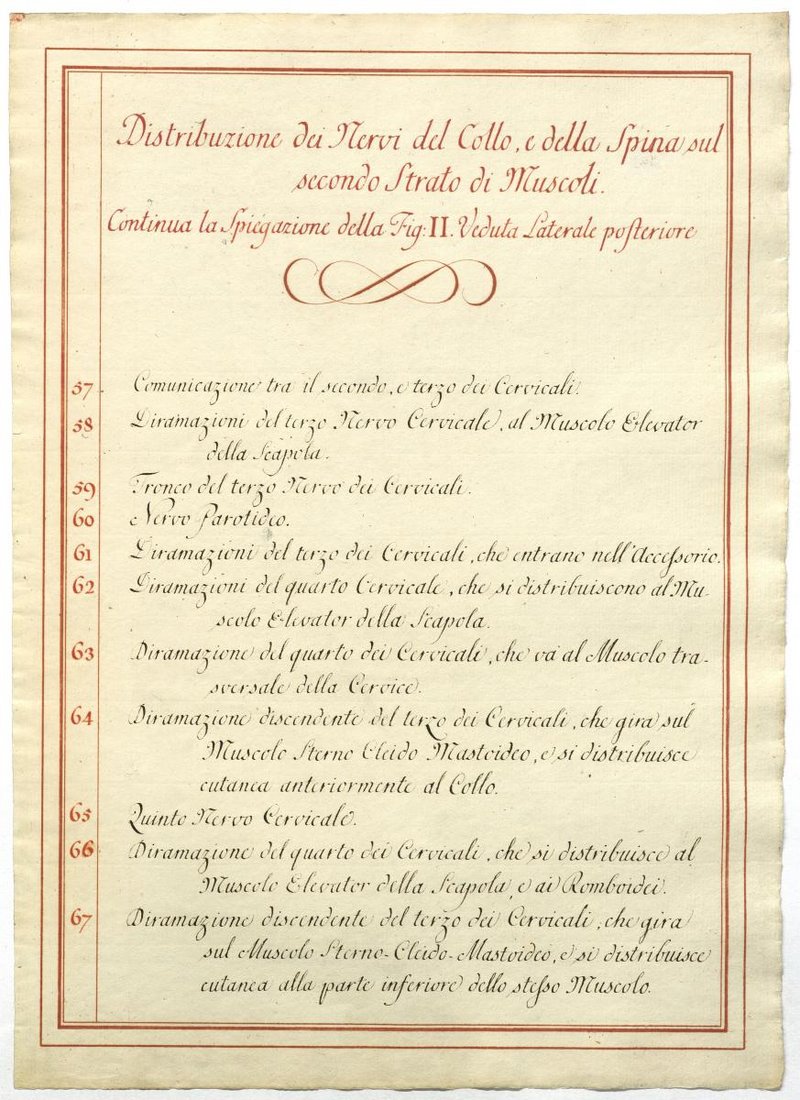 Distribuzione dei Nervi del Collo, e della Spina sul
secondo Strato di Muscoli.
Continua la Spiegazione della Fig: II. Veduta Laterale posteriore
57 Comunicazione tra il secondo, e terzo dei Cervicali.
58 Diramazioni del terzo Nervo Cervicale, al Muscolo Elevator
della Scapola.
59 Tronco del terzo Nervo dei Cervicali.
60 Nervo Parotideo.
61 Diramazioni del terzo dei Cervicali, che entrano nell'Accessorio.
62 Diramazioni del quarto Cervicale, che si distribuiscono al Mu-
scolo Elevator della Scapola.
63 Diramazione del quarto dei Cervicali, che và al Muscolo tra-
sversale della Cervice.
64 Diramazione discendente del terzo dei Cervicali, che gira sul
Muscolo Sterno Cleido Mastoideo, e si distribuisce
cutanea anteriormente al Collo.
65 Quinto Nervo Cervicale.
66 Diramazione del quarto dei Cervicali, che si distribuisce al
Muscolo Elevator della Scapola, e ai Romboidei.
67 Diramazione discendente del terzo dei Cervicali, che gira
sul Muscolo Sterno-Cleido-Mastoideo, e si distribuisce
cutanea alla parte inferiore dello stesso Muscolo.